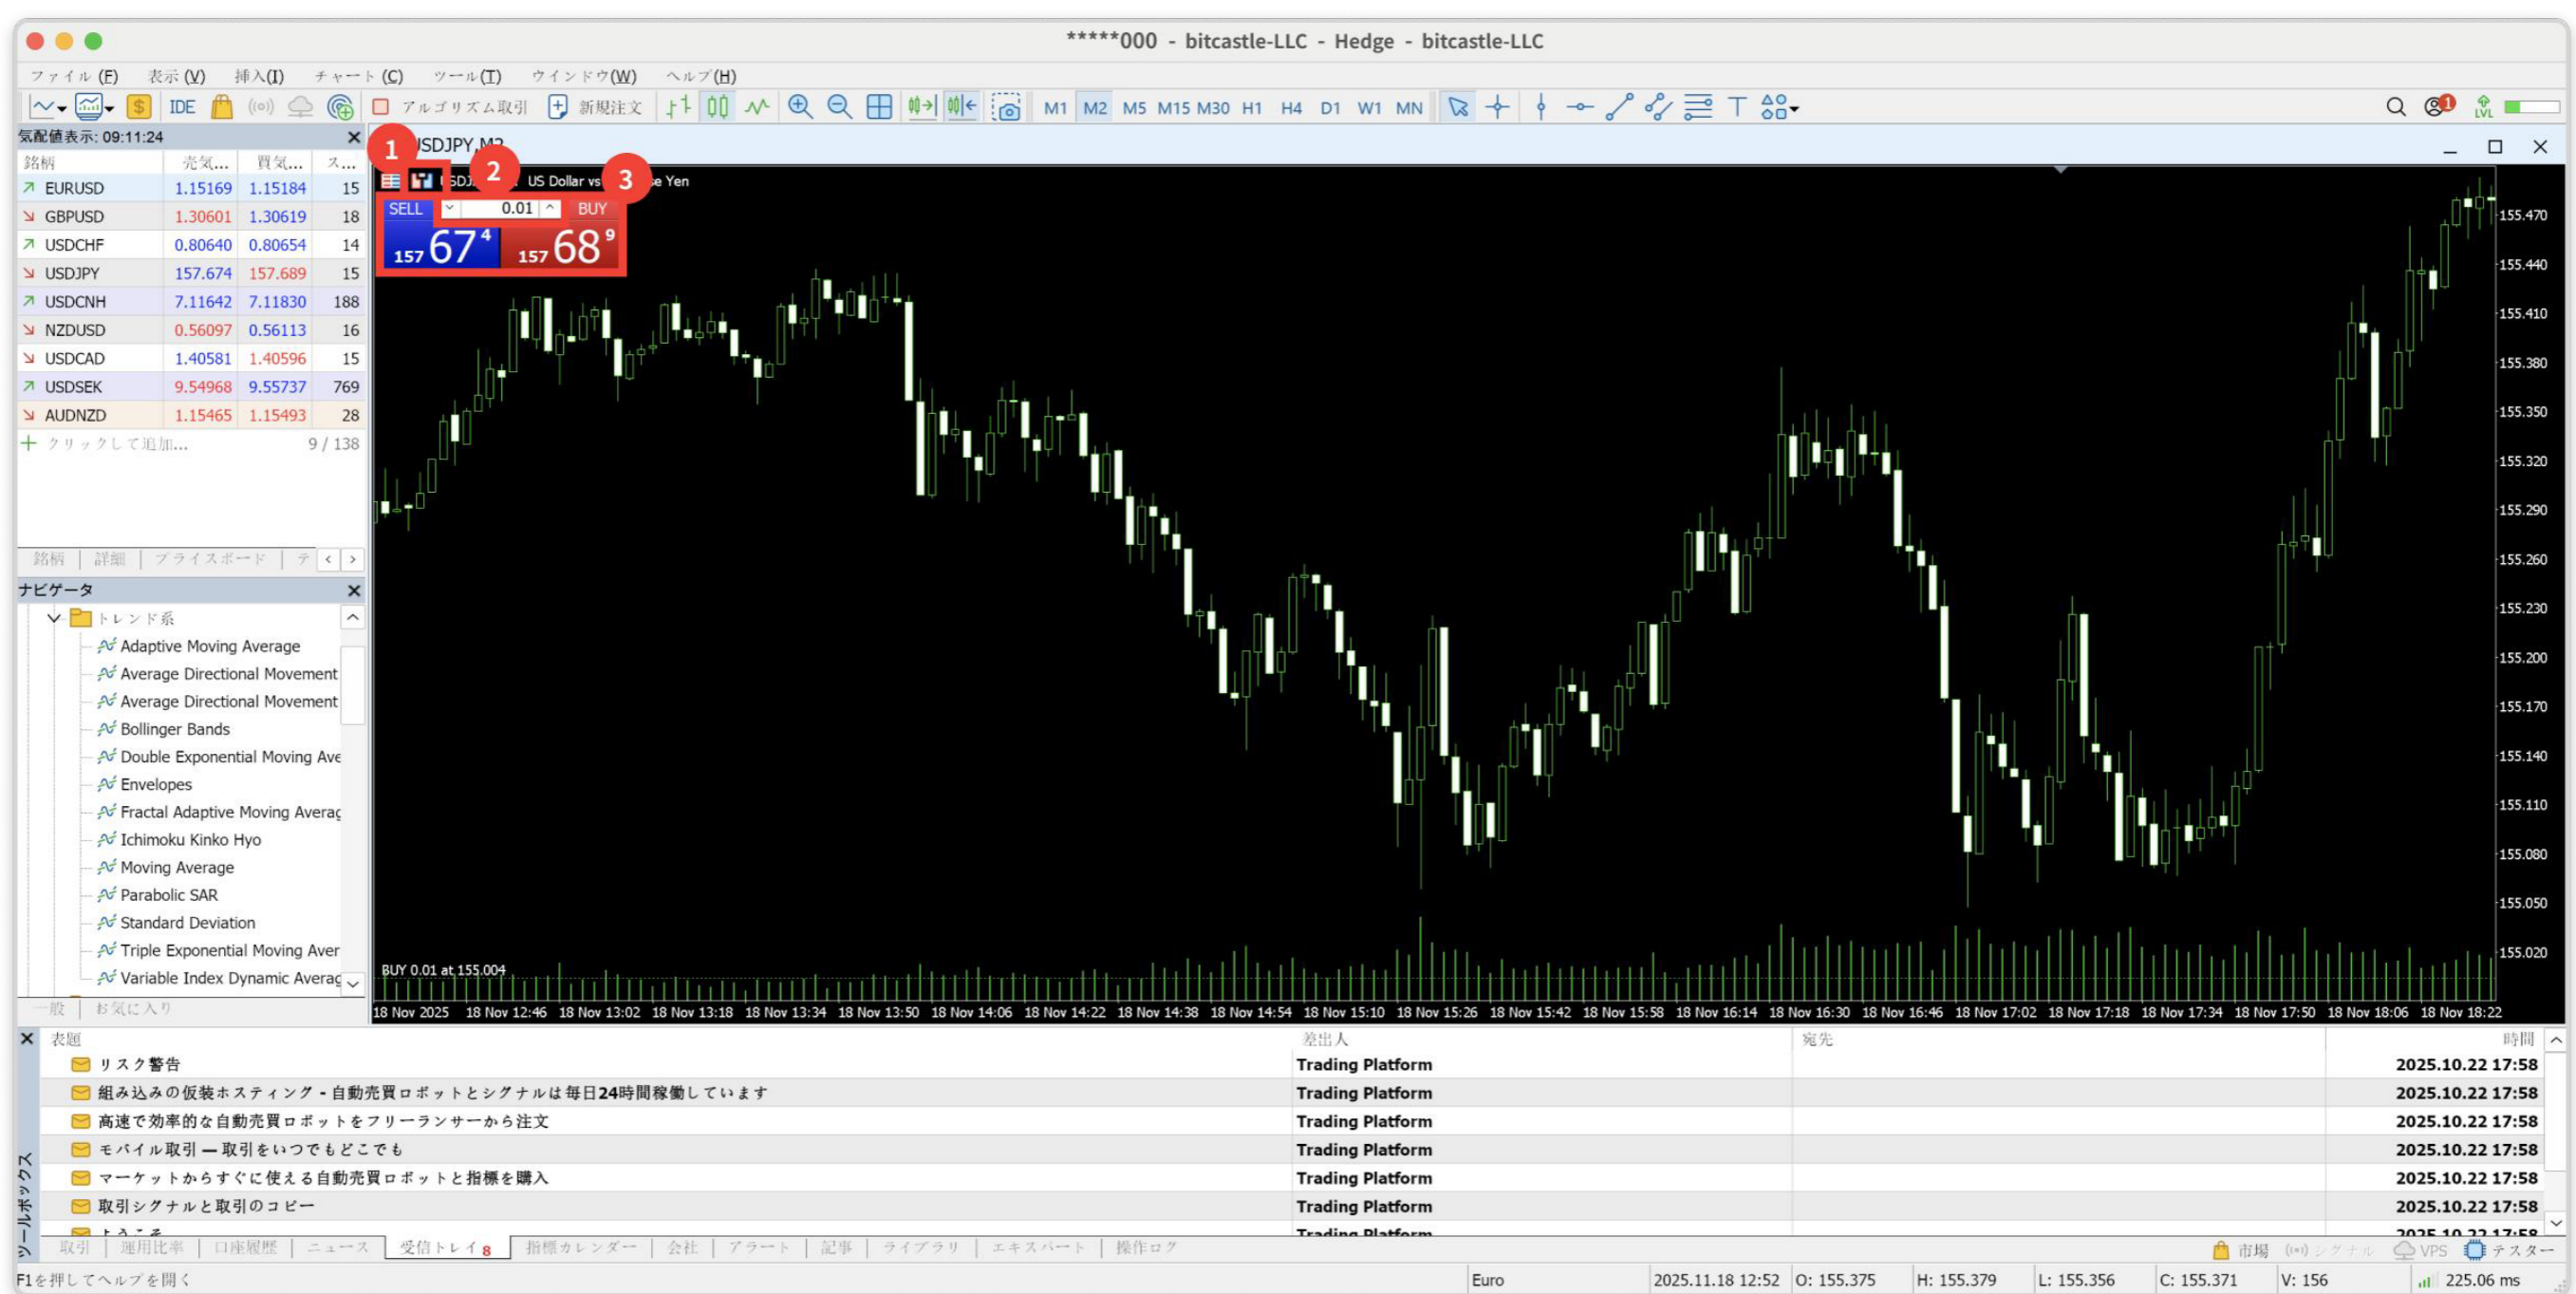 *****000 - bitcastle-LLC - Hedge - bitcastle-LLC
ファイル (F) 表示 (V) 挿入(I) チャート (C) ツール(T) ウインドウ(W) ヘルプ(H)
IDE アルゴリズム取引 新規注文 M1 M2 M5 M15 M30 H1 H4 D1 W1 MN 1 LVL
気配値表示: 09:11:24
銘柄 売気... 買気... ス...
EURUSD 1.15169 1.15184 15
GBPUSD 1.30601 1.30619 18
USDCHF 0.80640 0.80654 14
USDJPY 157.674 157.689 15
USDCNH 7.11642 7.11830 188
NZDUSD 0.56097 0.56113 16
USDCAD 1.40581 1.40596 15
USDSEK 9.54968 9.55737 769
AUDNZD 1.15465 1.15493 28
クリックして追加... 9 / 138
銘柄 詳細 プライスボード テ
ナビゲータ
トレンド系
Adaptive Moving Average
Average Directional Movement
Average Directional Movement
Bollinger Bands
Double Exponential Moving Ave
Envelopes
Fractal Adaptive Moving Averag
Ichimoku Kinko Hyo
Moving Average
Parabolic SAR
Standard Deviation
Triple Exponential Moving Aver
Variable Index Dynamic Averag
一般 お気に入り
1 2 3
SDJPY,M2
US Dollar vs se Yen
SELL 0.01 BUY
157 67 4 157 68 9
155.470
155.440
155.410
155.380
155.350
155.320
155.290
155.260
155.230
155.200
155.170
155.140
155.110
155.080
155.050
155.020
BUY 0.01 at 155.004
18 Nov 2025 18 Nov 12:46 18 Nov 13:02 18 Nov 13:18 18 Nov 13:34 18 Nov 13:50 18 Nov 14:06 18 Nov 14:22 18 Nov 14:38 18 Nov 14:54 18 Nov 15:10 18 Nov 15:26 18 Nov 15:42 18 Nov 15:58 18 Nov 16:14 18 Nov 16:30 18 Nov 16:46 18 Nov 17:02 18 Nov 17:18 18 Nov 17:34 18 Nov 17:50 18 Nov 18:06 18 Nov 18:22
表題 差出人 宛先 時間
リスク警告 Trading Platform 2025.10.22 17:58
組み込みの仮装ホスティング - 自動売買ロボットとシグナルは毎日24時間稼働しています Trading Platform 2025.10.22 17:58
高速で効率的な自動売買ロボットをフリーランサーから注文 Trading Platform 2025.10.22 17:58
モバイル取引 — 取引をいつでもどこでも Trading Platform 2025.10.22 17:58
マーケットからすぐに使える自動売買ロボットと指標を購入 Trading Platform 2025.10.22 17:58
取引シグナルと取引のコピー Trading Platform 2025.10.22 17:58
ようこそ Trading Platform 2025.10.22 17:58
ツールボックス
取引 運用比率 口座履歴 ニュース 受信トレイ 8 指標カレンダー 会社 アラート 記事 ライブラリ エキスパート 操作ログ 市場 シグナル VPS テスター
F1を押してヘルプを開く Euro 2025.11.18 12:52 O: 155.375 H: 155.379 L: 155.356 C: 155.371 V: 156 225.06 ms